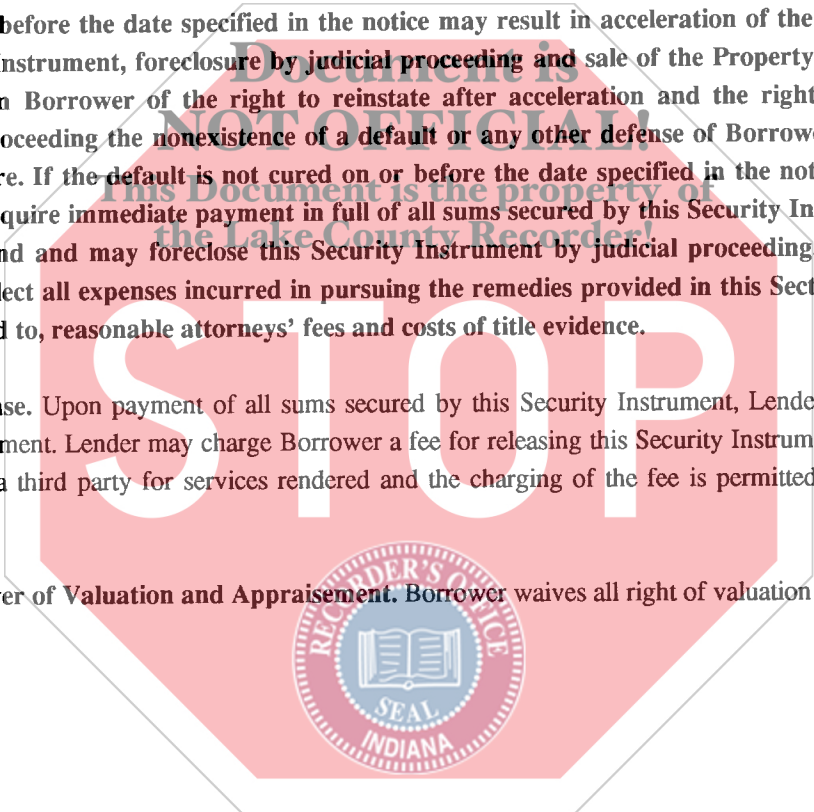 before the date specified in the notice may result in acceleration of the
nstrument, foreclosure by judicial proceeding and sale of the Property
n Borrower of the right to reinstate after acceleration and the right
oceeding the nonexistence of a default or any other defense of Borrow
re. If the default is not cured on or before the date specified in the not
quire immediate payment in full of all sums secured by this Security In
nd and may foreclose this Security Instrument by judicial proceeding
lect all expenses incurred in pursuing the remedies provided in this Sect
d to, reasonable attorneys' fees and costs of title evidence.
se. Upon payment of all sums secured by this Security Instrument, Lende
ment. Lender may charge Borrower a fee for releasing this Security Instrum
a third party for services rendered and the charging of the fee is permitted
er of Valuation and Appraisement. Borrower waives all right of valuation
Document is
NOT OFFICIAL!
This Document is the property of
the Lake County Recorder!
STOP
RECORDER'S OFFICE
SEAL
INDIANA